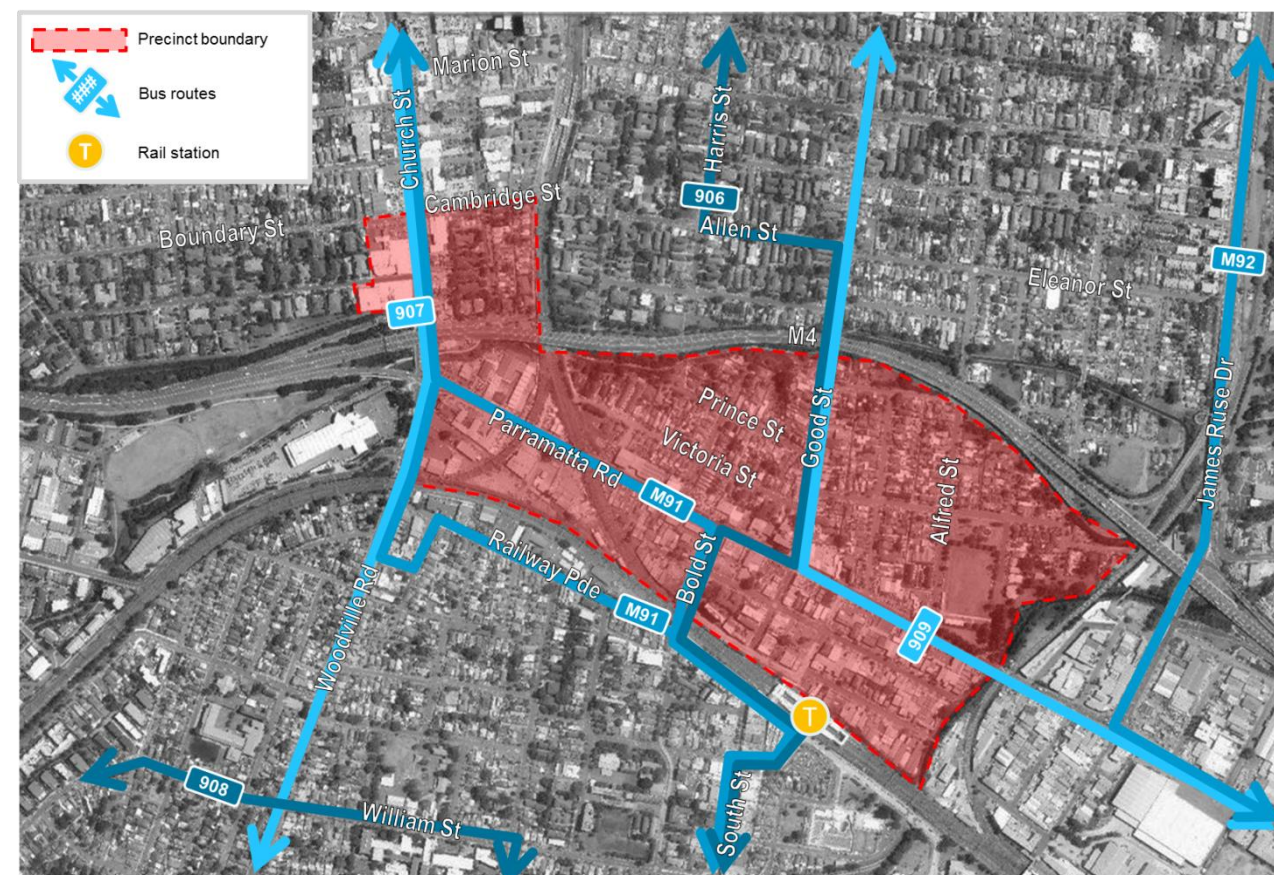 Precinct boundary
####
Bus routes
T
Rail station
Marion St
Church St
Harris St
906
Cambridge St
Boundary St
Allen St
M92
Eleanor St
907
M4
James Ruse Dr
Prince St
Good St
Victoria St
Parramatta Rd
Alfred St
M91
Railway Pde
Bold St
M91
Woodville Rd
909
T
908
William St
South St